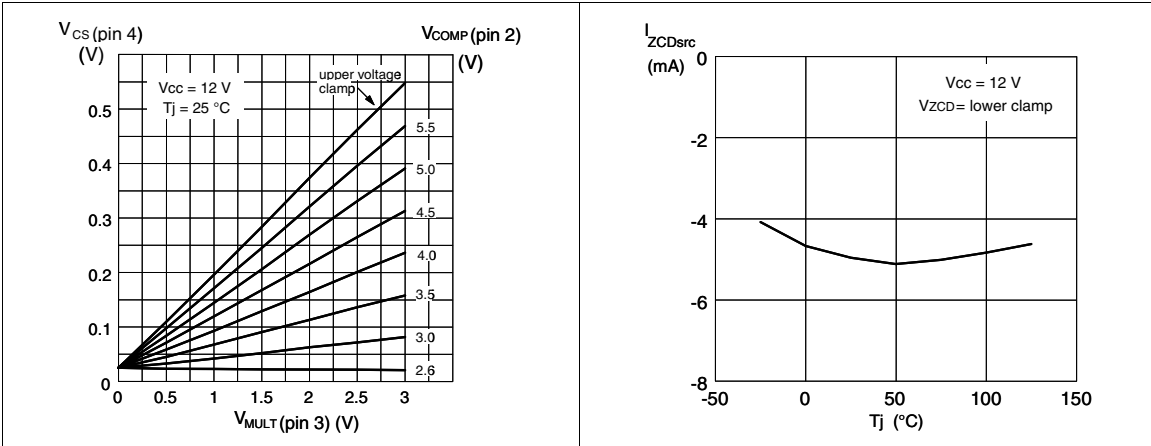 VCS (pin 4)
(V)
VCOMP (pin 2)
(V)
Vcc = 12 V
Tj = 25 °C
upper voltage
clamp
0.5
0.4
0.3
0.2
0.1
0
5.5
5.0
4.5
4.0
3.5
3.0
2.6
0 0.5 1 1.5 2 2.5 3
VMULT (pin 3) (V)
IZCDsrc
(mA)
Vcc = 12 V
VZCD = lower clamp
0
-2
-4
-6
-8
-50 0 50 100 150
Tj (°C)